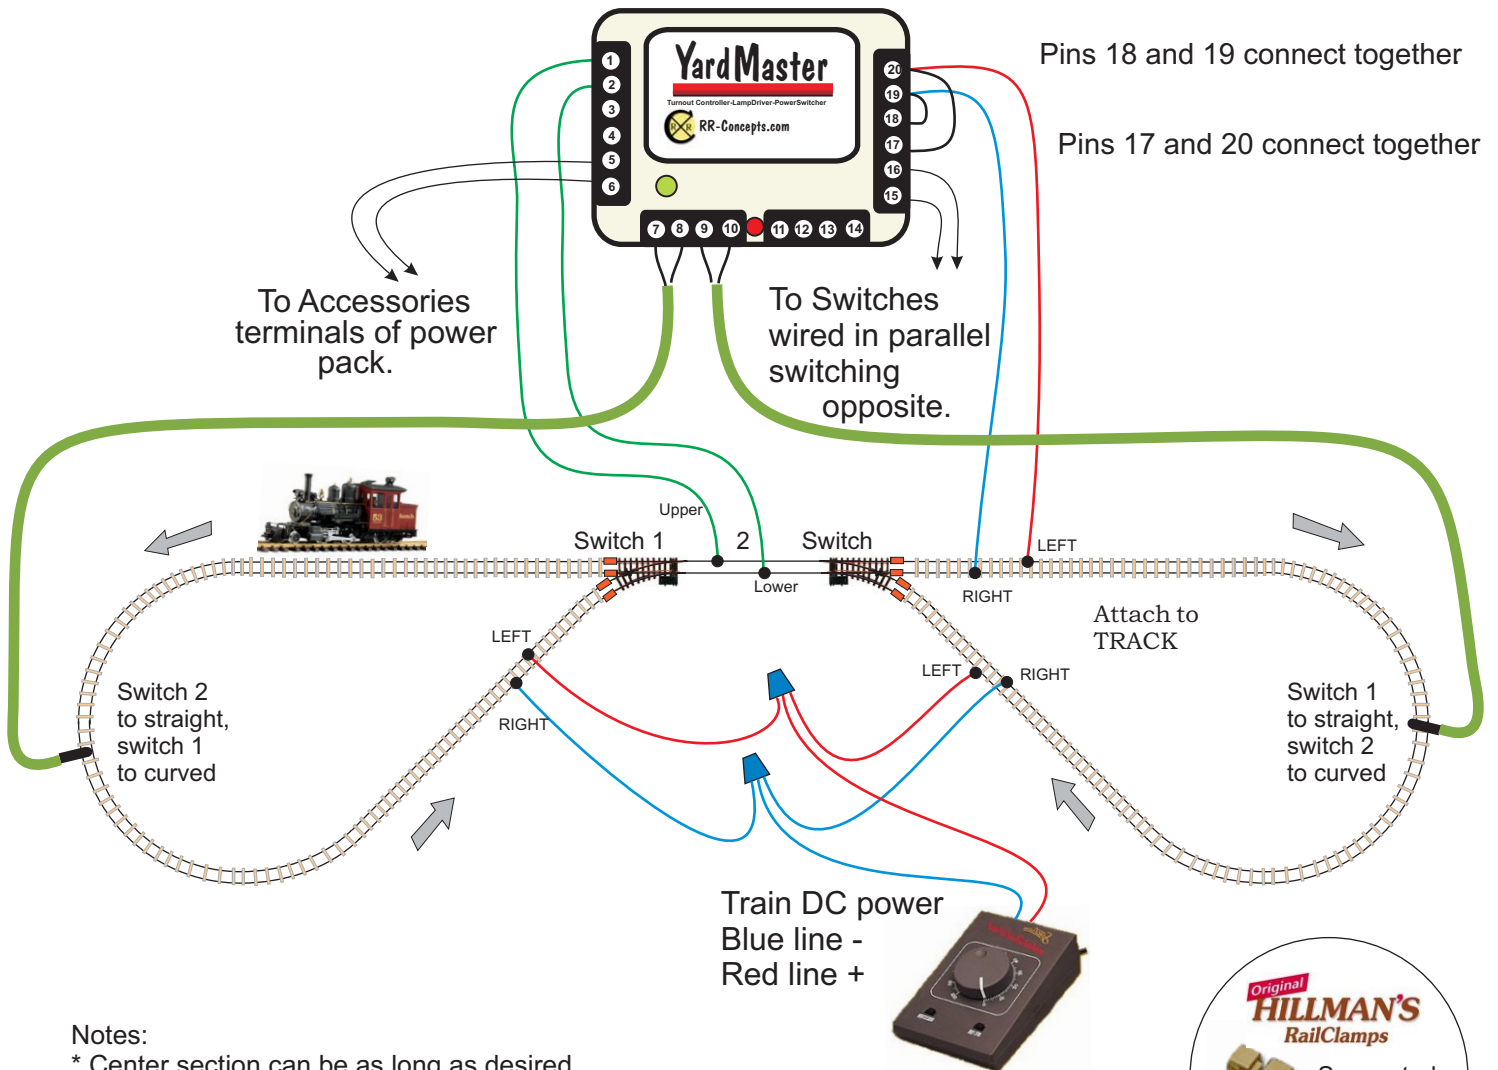 YardMaster
Turnout Controller-LampDriver-PowerSwitcher
RR-Concepts.com
R R
1
2
3
4
5
6
7 8 9 10 11 12 13 14
20
19
18
17
16
15
Pins 18 and 19 connect together
Pins 17 and 20 connect together
To Accessories
terminals of power
pack.
To Switches
wired in parallel
switching
opposite.
Upper
Switch 1 2 Switch
Lower
LEFT
RIGHT
Attach to
TRACK
LEFT
RIGHT
LEFT
RIGHT
Switch 2
to straight,
switch 1
to curved
Switch 1
to straight,
switch 2
to curved
53
Train DC power
Blue line -
Red line +
Notes:
* Center section can be as long as desired
Original
HILLMAN'S
RailClamps